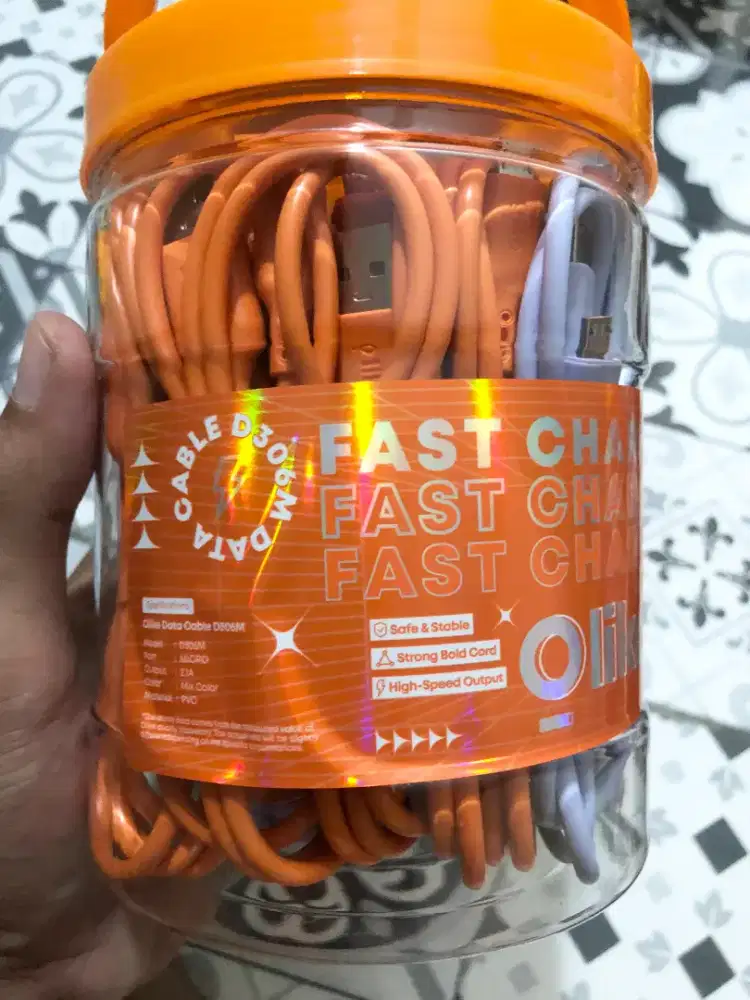 DATA CABLE D306M
FAST CHA
FAST CHA
FAST CHA
Specifications
Olike Data Cable D306M
Model : D306M
Port : MICRO
Output : 2.1A
Color : Mix Color
Material : PVC
Safe & Stable
Strong Bold Cord
High-Speed Output
Olik